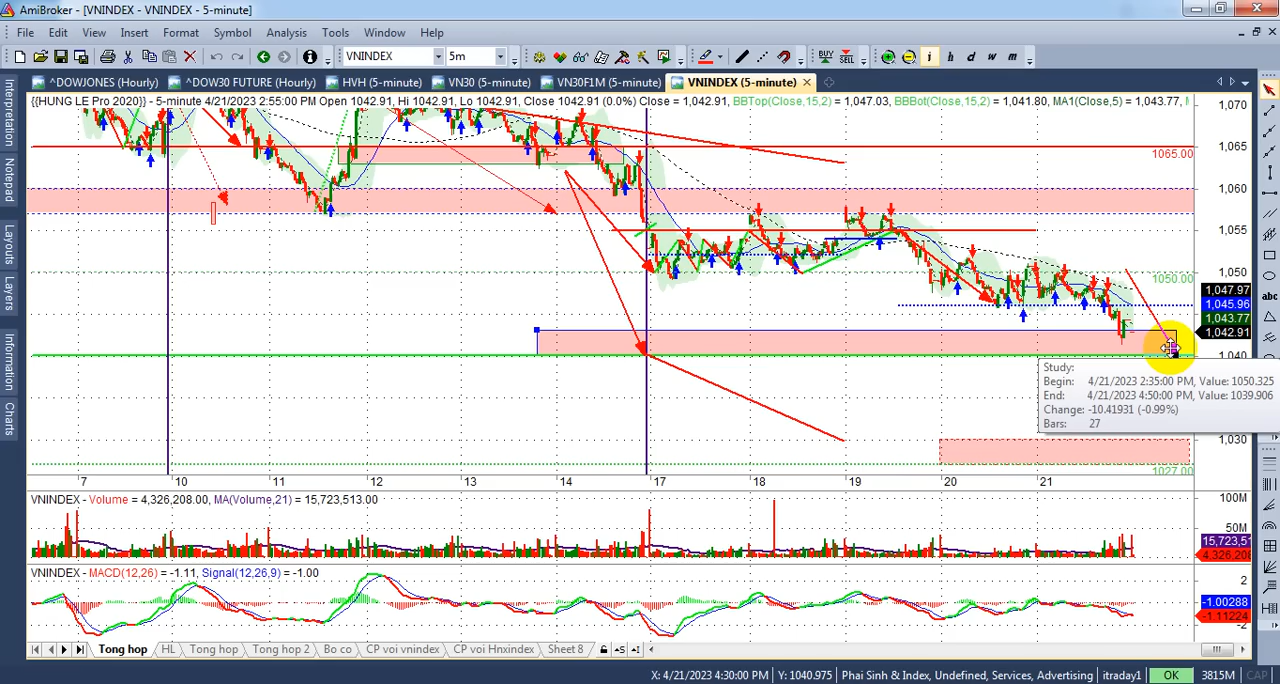 AmiBroker - [VNINDEX - VNINDEX - 5-minute]
File Edit View Insert Format Symbol Analysis Tools Window Help
VNINDEX 5m BUY SELL i h d w m
^DOWJONES (Hourly) ^DOW30 FUTURE (Hourly) HVH (5-minute) VN30 (5-minute) VN30F1M (5-minute) VNINDEX (5-minute)
{{HUNG LE Pro 2020}} - 5-minute 4/21/2023 2:55:00 PM Open 1042.91, Hi 1042.91, Lo 1042.91, Close 1042.91 (0.0%) Close = 1,042.91, BBTop(Close,15,2) = 1,047.03, BBBot(Close,15,2) = 1,041.80, MA1(Close,5) = 1,043.77,
Interpretation
Notepad
Layouts
Layers
Information
Charts
1,070
1,065
1065.00
1,060
1,055
1,050
1050.00
1,047.97
1,045.96
1,043.77
1,042.91
1,040
abc
Study:
Begin: 4/21/2023 2:35:00 PM, Value: 1050.325
End: 4/21/2023 4:50:00 PM, Value: 1039.906
Change: -10.41931 (-0.99%)
Bars: 27
1,030
1027.00
7 10 11 12 13 14 17 18 19 20 21
VNINDEX - Volume = 4,326,208.00, MA(Volume,21) = 15,723,513.00
100M
50M
15,723,51
4,326,208
VNINDEX - MACD(12,26) = -1.11, Signal(12,26,9) = -1.00
2
0
-1.00288
-1.11224
-2
Tong hop HL Tong hop Tong hop 2 Bo co CP voi vnindex CP voi Hnxindex Sheet 8
X: 4/21/2023 4:30:00 PM Y: 1040.975 Phai Sinh & Index, Undefined, Services, Advertising itraday1 OK 3815M CAP